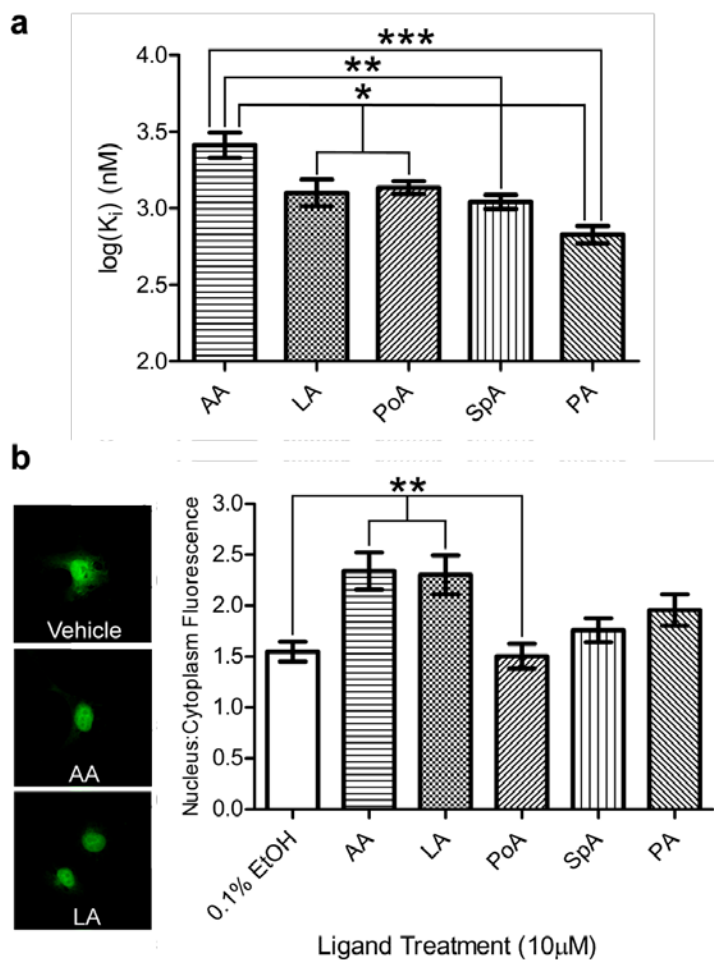 a
***
**
*
4.0
3.5
3.0
2.5
2.0
log(Ki) (nM)
AA
LA
PoA
SpA
PA
b
Vehicle
AA
LA
**
3.0
2.5
2.0
1.5
1.0
0.5
0.0
Nucleus:Cytoplasm Fluorescence
0.1% EtOH
AA
LA
PoA
SpA
PA
Ligand Treatment (10μM)